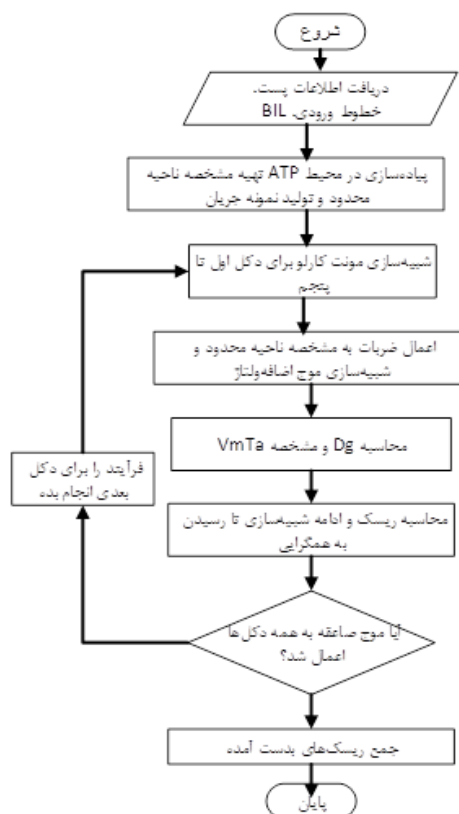 شروع
دریافت اطلاعات پست،
خطوط ورودی، BIL
پیاده‌سازی در محیط ATP تهیه مشخصه ناحیه
محدود و تولید نمونه جریان
شبیه‌سازی مونت کارلو برای دکل اول تا
پنجم
اعمال ضربات به مشخصه ناحیه محدود و
شبیه‌سازی موج اضافه‌ولتاژ
محاسبه Dg و مشخصه VmTa
فرآیند را برای دکل
بعدی انجام بده
محاسبه ریسک و ادامه شبیه‌سازی تا رسیدن
به همگرایی
آیا موج صاعقه به همه دکل‌ها
اعمال شد؟
جمع ریسک‌های بدست آمده
پایان